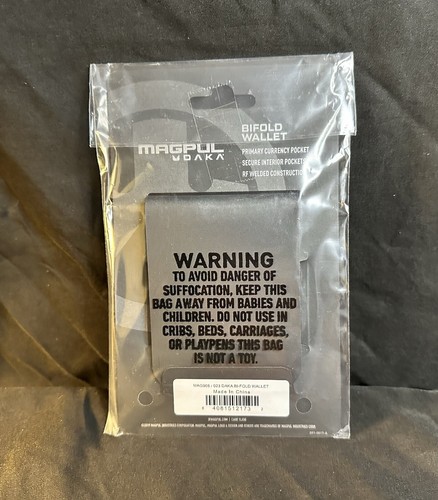 BIFOLD
WALLET
MAGPUL
DAKA
PRIMARY CURRENCY POCKET
SECURE INTERIOR POCKETS
RF WELDED CONSTRUCTION
WARNING
TO AVOID DANGER OF
SUFFOCATION, KEEP THIS
BAG AWAY FROM BABIES AND
CHILDREN. DO NOT USE IN
CRIBS, BEDS, CARRIAGES,
OR PLAYPENS THIS BAG
IS NOT A TOY.
DAKA BIFOLD WALLET
Made In China
4081512173